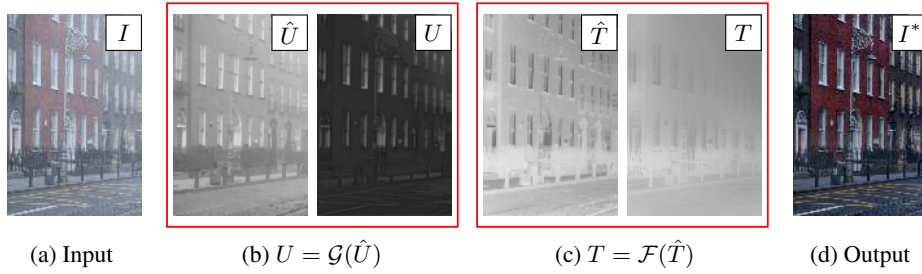 I Û U T̂ T I*
(a) Input (b) U = G(Û) (c) T = F(T̂) (d) Output